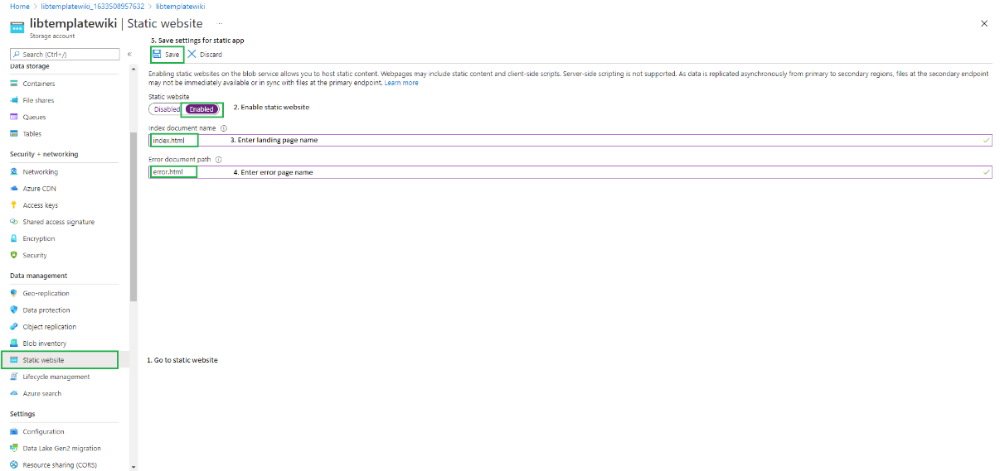 Home > libtemplatewiki_1633508957632 > libtemplatewiki
libtemplatewiki | Static website ...
Storage account
5. Save settings for static app
Search (Ctrl+/) «
Save Discard
Data storage
Containers
File shares
Queues
Tables
Security + networking
Networking
Azure CDN
Access keys
Shared access signature
Encryption
Security
Data management
Geo-replication
Data protection
Object replication
Blob inventory
Static website
Lifecycle management
Azure search
Settings
Configuration
Data Lake Gen2 migration
Resource sharing (CORS)
Enabling static websites on the blob service allows you to host static content. Webpages may include static content and client-side scripts. Server-side scripting is not supported. As data is replicated asynchronously from primary to secondary regions, files at the secondary endpoint
may not be immediately available or in sync with files at the primary endpoint. Learn more
Static website
Disabled Enabled
2. Enable static website
Index document name
index.html
3. Enter landing page name
Error document path
error.html
4. Enter error page name
1. Go to static website